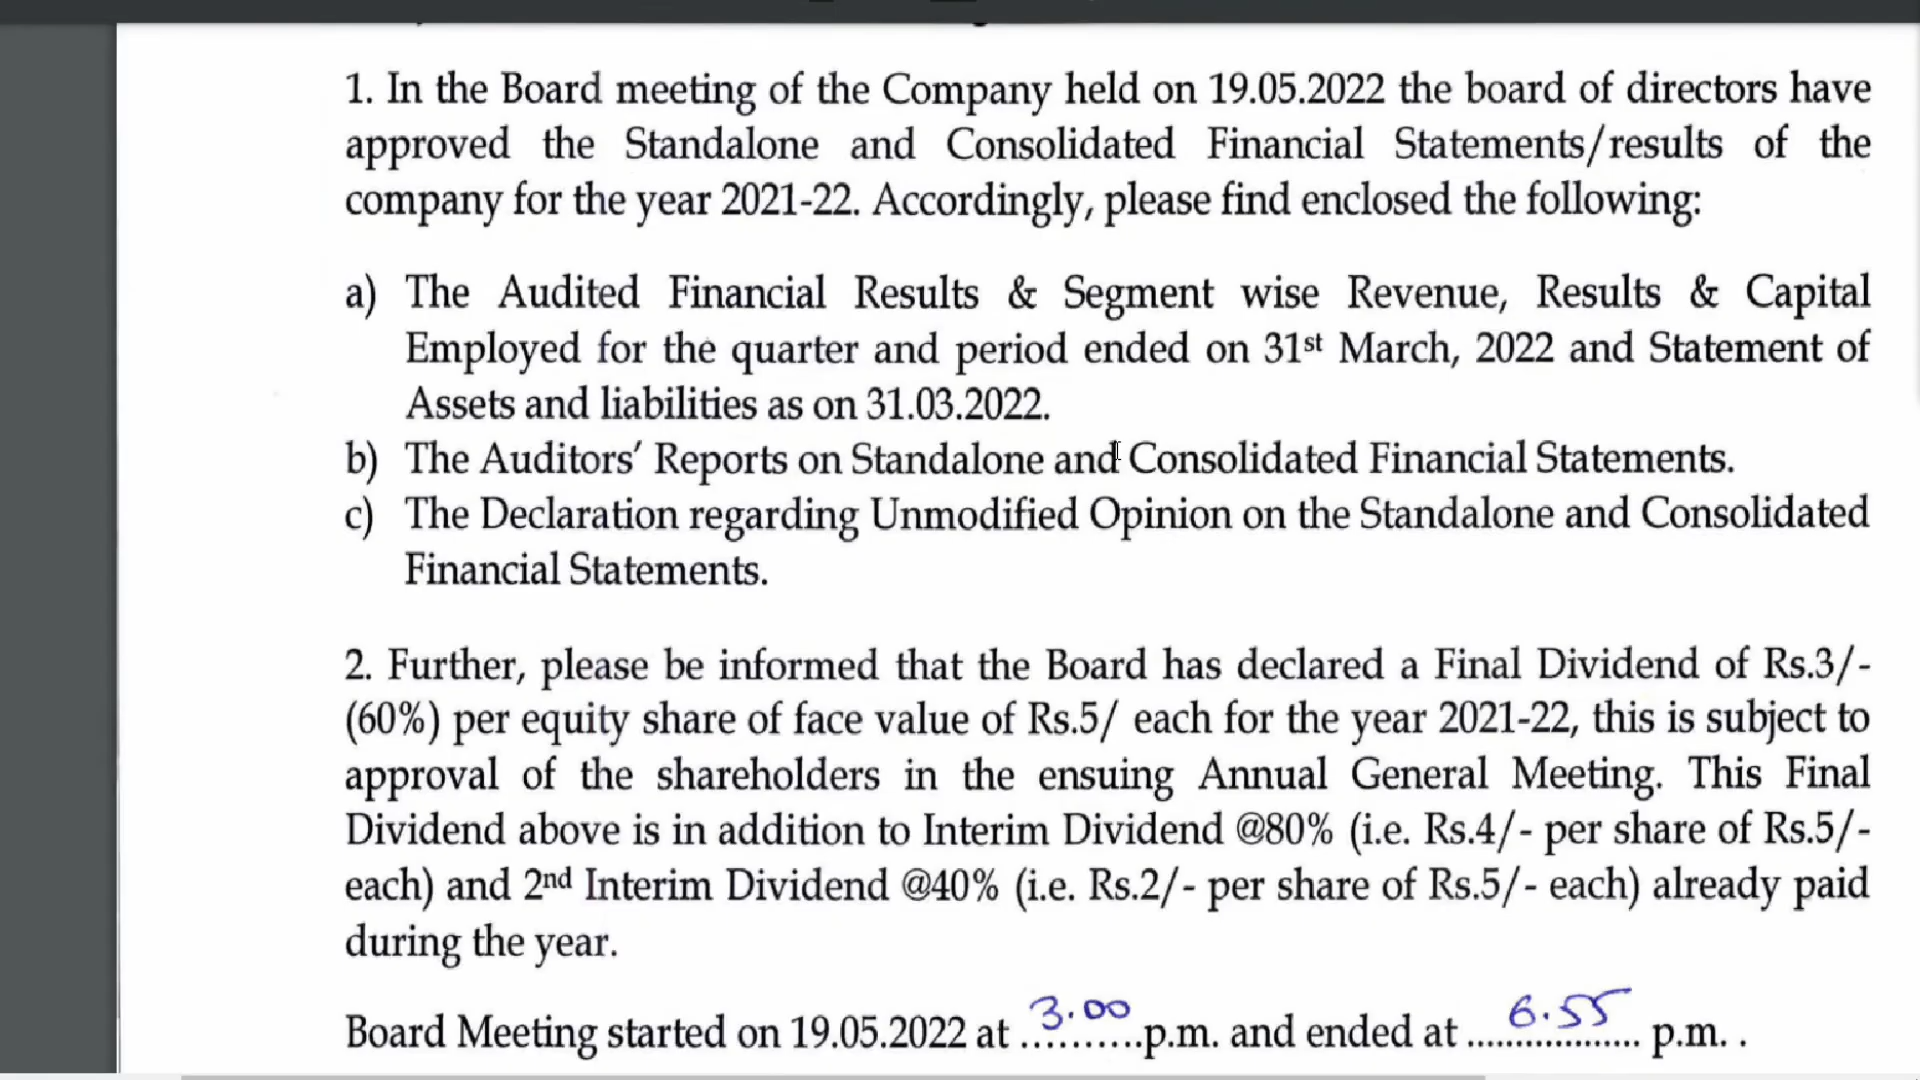 1. In the Board meeting of the Company held on 19.05.2022 the board of directors have
approved the Standalone and Consolidated Financial Statements/results of the
company for the year 2021-22. Accordingly, please find enclosed the following:
a) The Audited Financial Results & Segment wise Revenue, Results & Capital
Employed for the quarter and period ended on 31st March, 2022 and Statement of
Assets and liabilities as on 31.03.2022.
b) The Auditors' Reports on Standalone and Consolidated Financial Statements.
c) The Declaration regarding Unmodified Opinion on the Standalone and Consolidated
Financial Statements.
2. Further, please be informed that the Board has declared a Final Dividend of Rs.3/-
(60%) per equity share of face value of Rs.5/ each for the year 2021-22, this is subject to
approval of the shareholders in the ensuing Annual General Meeting. This Final
Dividend above is in addition to Interim Dividend @80% (i.e. Rs.4/- per share of Rs.5/-
each) and 2nd Interim Dividend @40% (i.e. Rs.2/- per share of Rs.5/- each) already paid
during the year.
Board Meeting started on 19.05.2022 at 3.00 p.m. and ended at 6.55 p.m. .